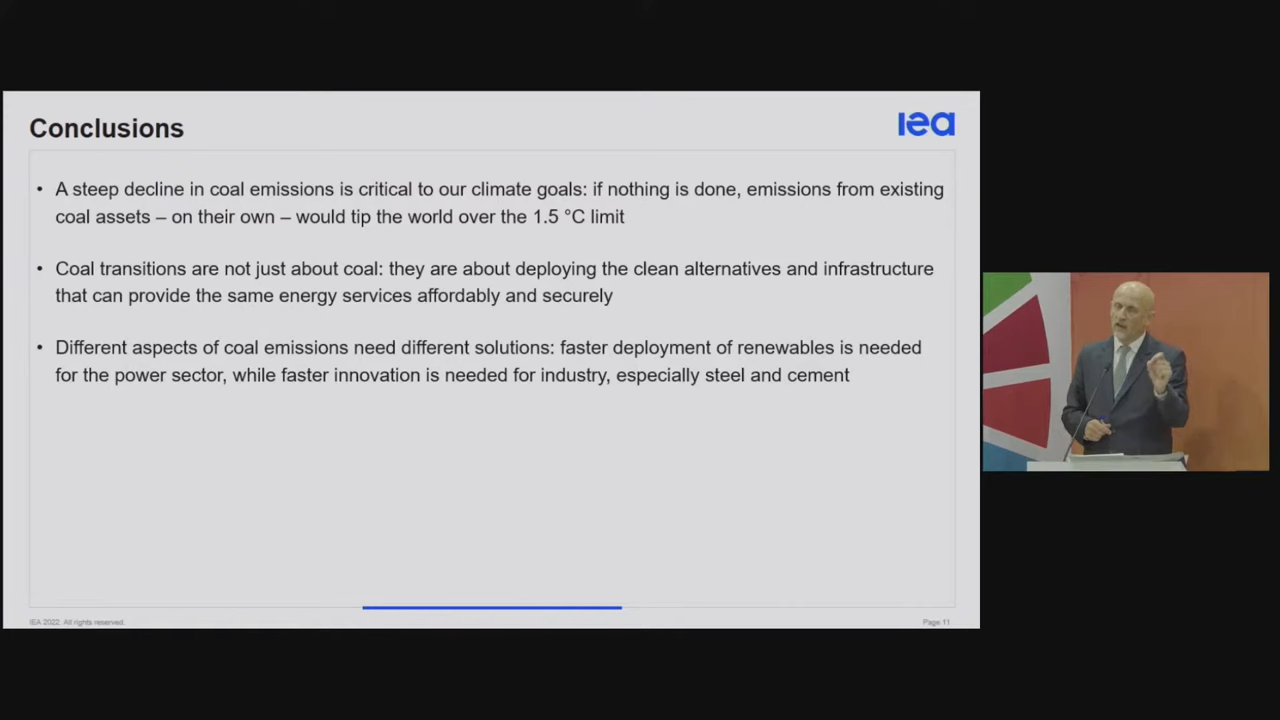 Conclusions
iea
• A steep decline in coal emissions is critical to our climate goals: if nothing is done, emissions from existing
coal assets – on their own – would tip the world over the 1.5 °C limit
• Coal transitions are not just about coal: they are about deploying the clean alternatives and infrastructure
that can provide the same energy services affordably and securely
• Different aspects of coal emissions need different solutions: faster deployment of renewables is needed
for the power sector, while faster innovation is needed for industry, especially steel and cement
IEA 2022. All rights reserved.
Page 11